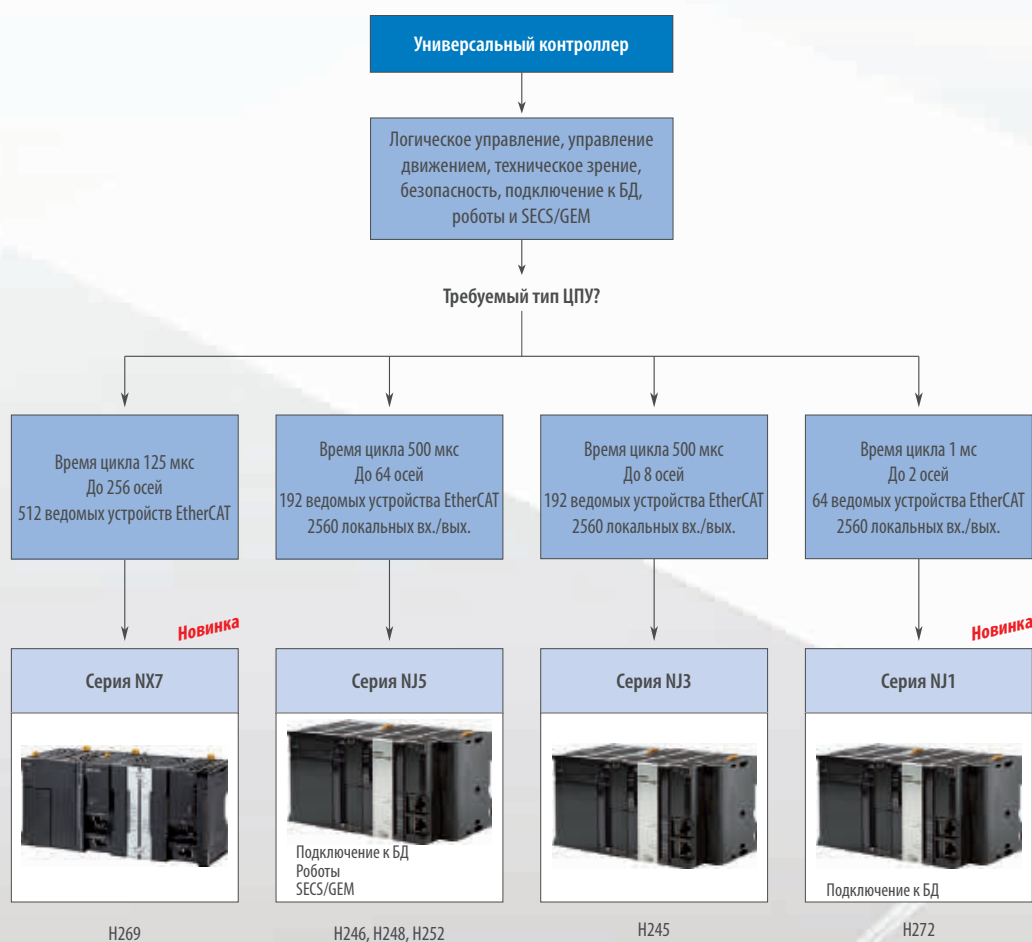 Универсальный контроллер
Логическое управление, управление
движением, техническое зрение,
безопасность, подключение к БД,
роботы и SECS/GEM
Требуемый тип ЦПУ?
Время цикла 125 мкс
До 256 осей
512 ведомых устройств EtherCAT
Время цикла 500 мкс
До 64 осей
192 ведомых устройства EtherCAT
2560 локальных вх./вых.
Время цикла 500 мкс
До 8 осей
192 ведомых устройства EtherCAT
2560 локальных вх./вых.
Время цикла 1 мс
До 2 осей
64 ведомых устройства EtherCAT
2560 локальных вх./вых.
Новинка
Серия NX7
Серия NJ5
Серия NJ3
Новинка
Серия NJ1
Подключение к БД
Роботы
SECS/GEM
Подключение к БД
H269
H246, H248, H252
H245
H272